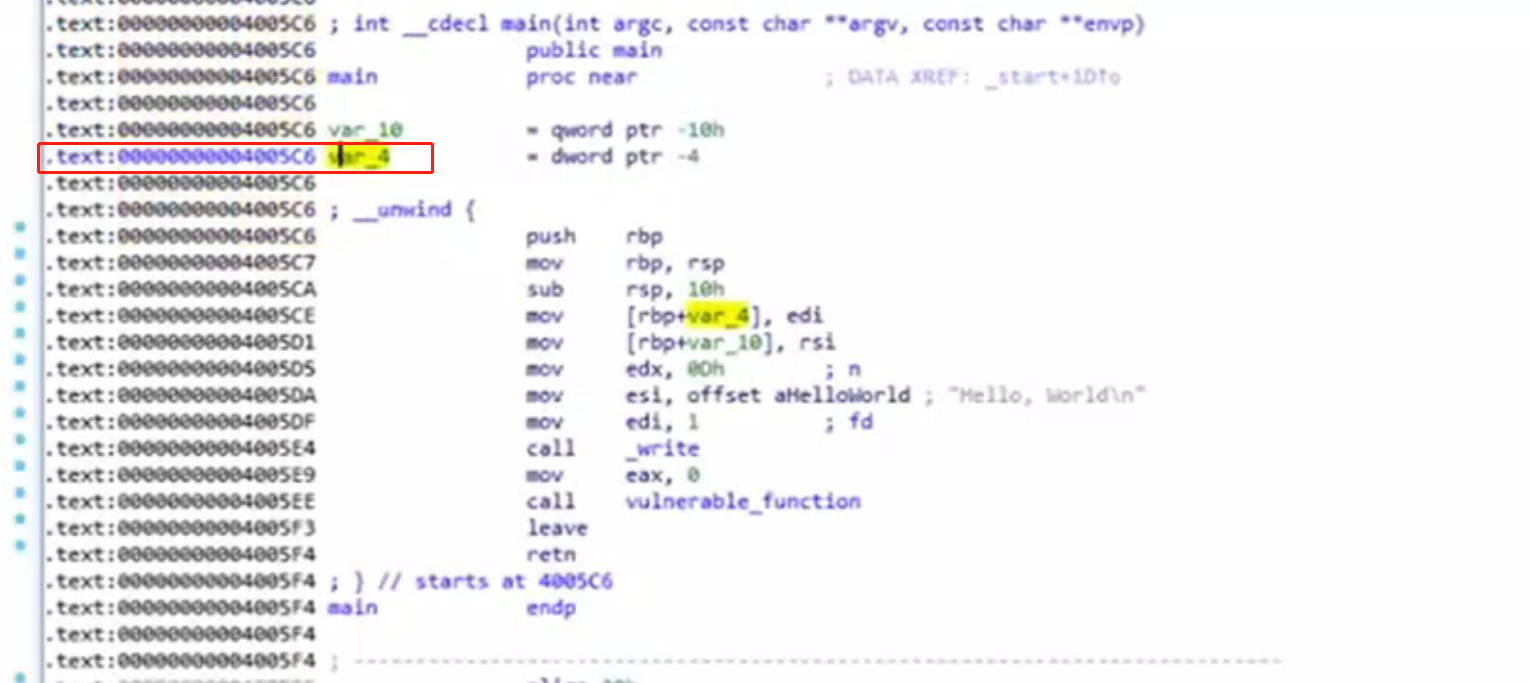 .text:00000000004005C6 ; int __cdecl main(int argc, const char **argv, const char **envp)
.text:00000000004005C6 public main
.text:00000000004005C6 main proc near ; DATA XREF: _start+1D↑o
.text:00000000004005C6
.text:00000000004005C6 var_10 = qword ptr -10h
.text:00000000004005C6 var_4 = dword ptr -4
.text:00000000004005C6
.text:00000000004005C6 ; __unwind {
.text:00000000004005C6 push rbp
.text:00000000004005C7 mov rbp, rsp
.text:00000000004005CA sub rsp, 10h
.text:00000000004005CE mov [rbp+var_4], edi
.text:00000000004005D1 mov [rbp+var_10], rsi
.text:00000000004005D5 mov edx, 0Dh ; n
.text:00000000004005DA mov esi, offset aHelloWorld ; "Hello, World\n"
.text:00000000004005DF mov edi, 1 ; fd
.text:00000000004005E4 call _write
.text:00000000004005E9 mov eax, 0
.text:00000000004005EE call vulnerable_function
.text:00000000004005F3 leave
.text:00000000004005F4 retn
.text:00000000004005F4 ; } // starts at 4005C6
.text:00000000004005F4 main endp
.text:00000000004005F4
.text:00000000004005F4 ; ---------------------------------------------------------------------------